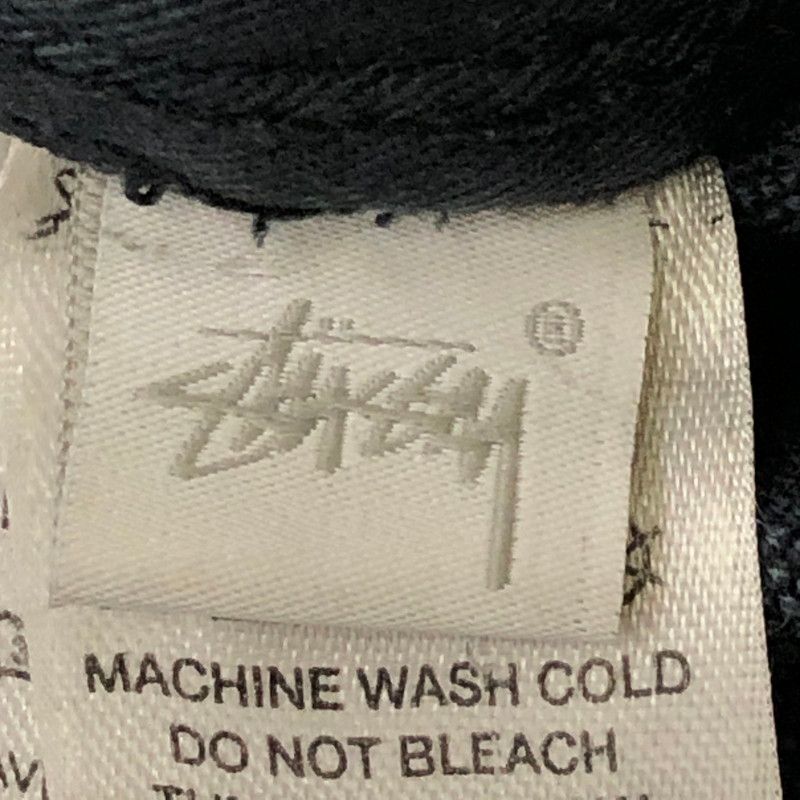 Stüssy ®
MACHINE WASH COLD
DO NOT BLEACH